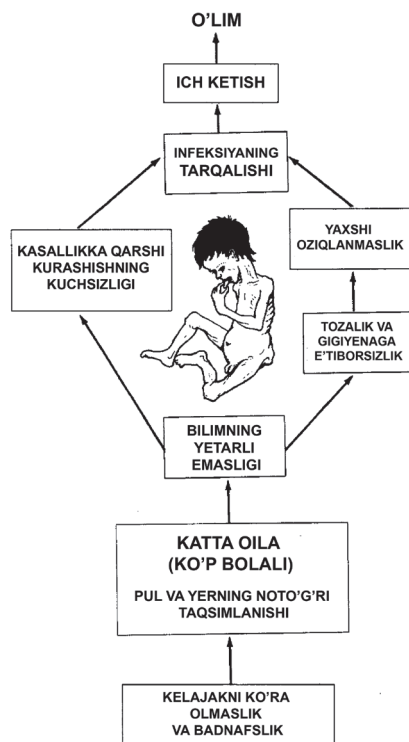 O'LIM
ICH KETISH
INFEKSIYANING
TARQALISHI
KASALLIKKA QARSHI
KURASHISHNING
KUCHSIZLIGI
YAXSHI
OZIQLANMASLIK
TOZALIK VA
GIGIYENAGA
E'TIBORSIZLIK
BILIMNING
YETARLI
EMASLIGI
KATTA OILA
(KO'P BOLALI)
PUL VA YERNING NOTO'G'RI
TAQSIMLANISHI
KELAJAKNI KO'RA
OLMASLIK
VA BADNAFSLIK